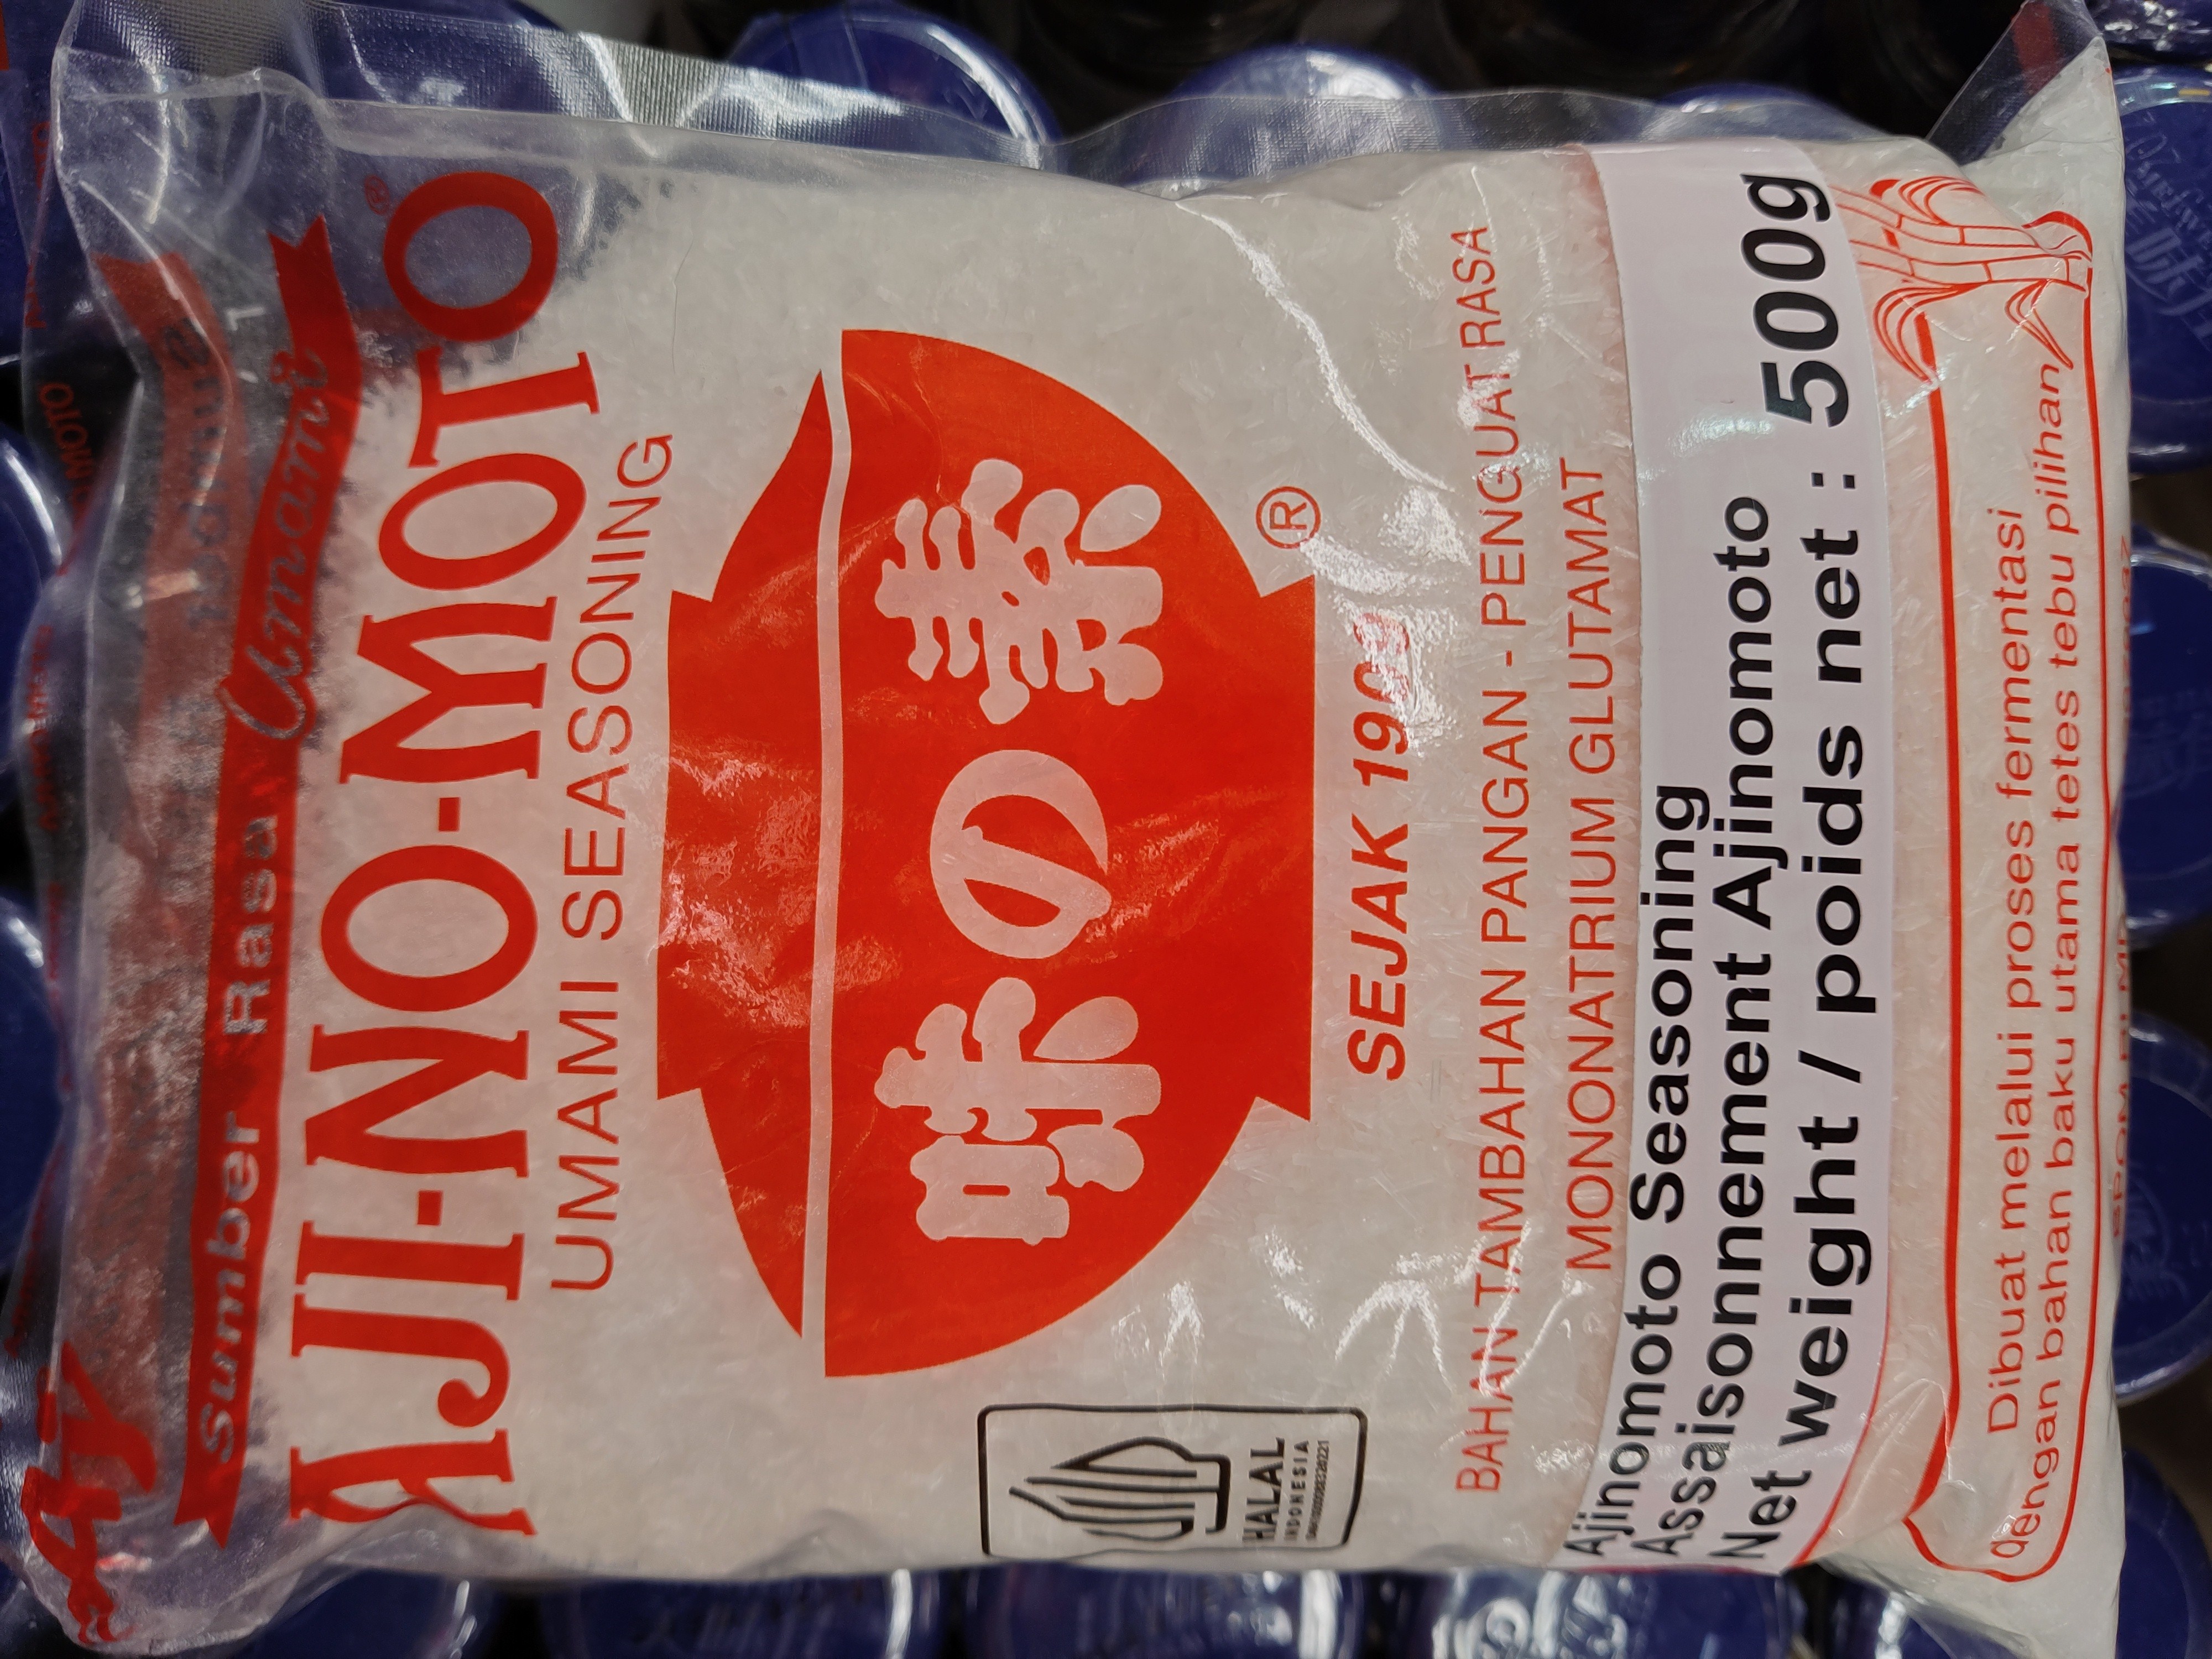 Sumber Rasa Umami
AJI-NO-MOTO®
UMAMI SEASONING
味の素
®
SEJAK 1909
HALAL
INDONESIA
BAHAN TAMBAHAN PANGAN - PENGUAT RASA
MONONATRIUM GLUTAMAT
Ajinomoto Seasoning
Assaisonnement Ajinomoto
Net weight / poids net : 500g
Dibuat melalui proses fermentasi
dengan bahan baku utama tetes tebu pilihan